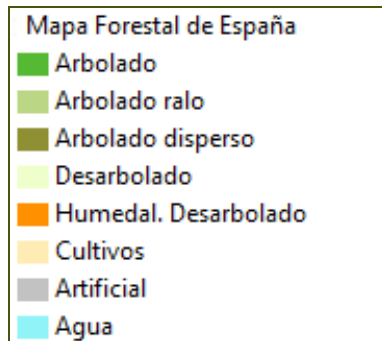 Mapa Forestal de España
Arbolado
Arbolado ralo
Arbolado disperso
Desarbolado
Humedal. Desarbolado
Cultivos
Artificial
Agua